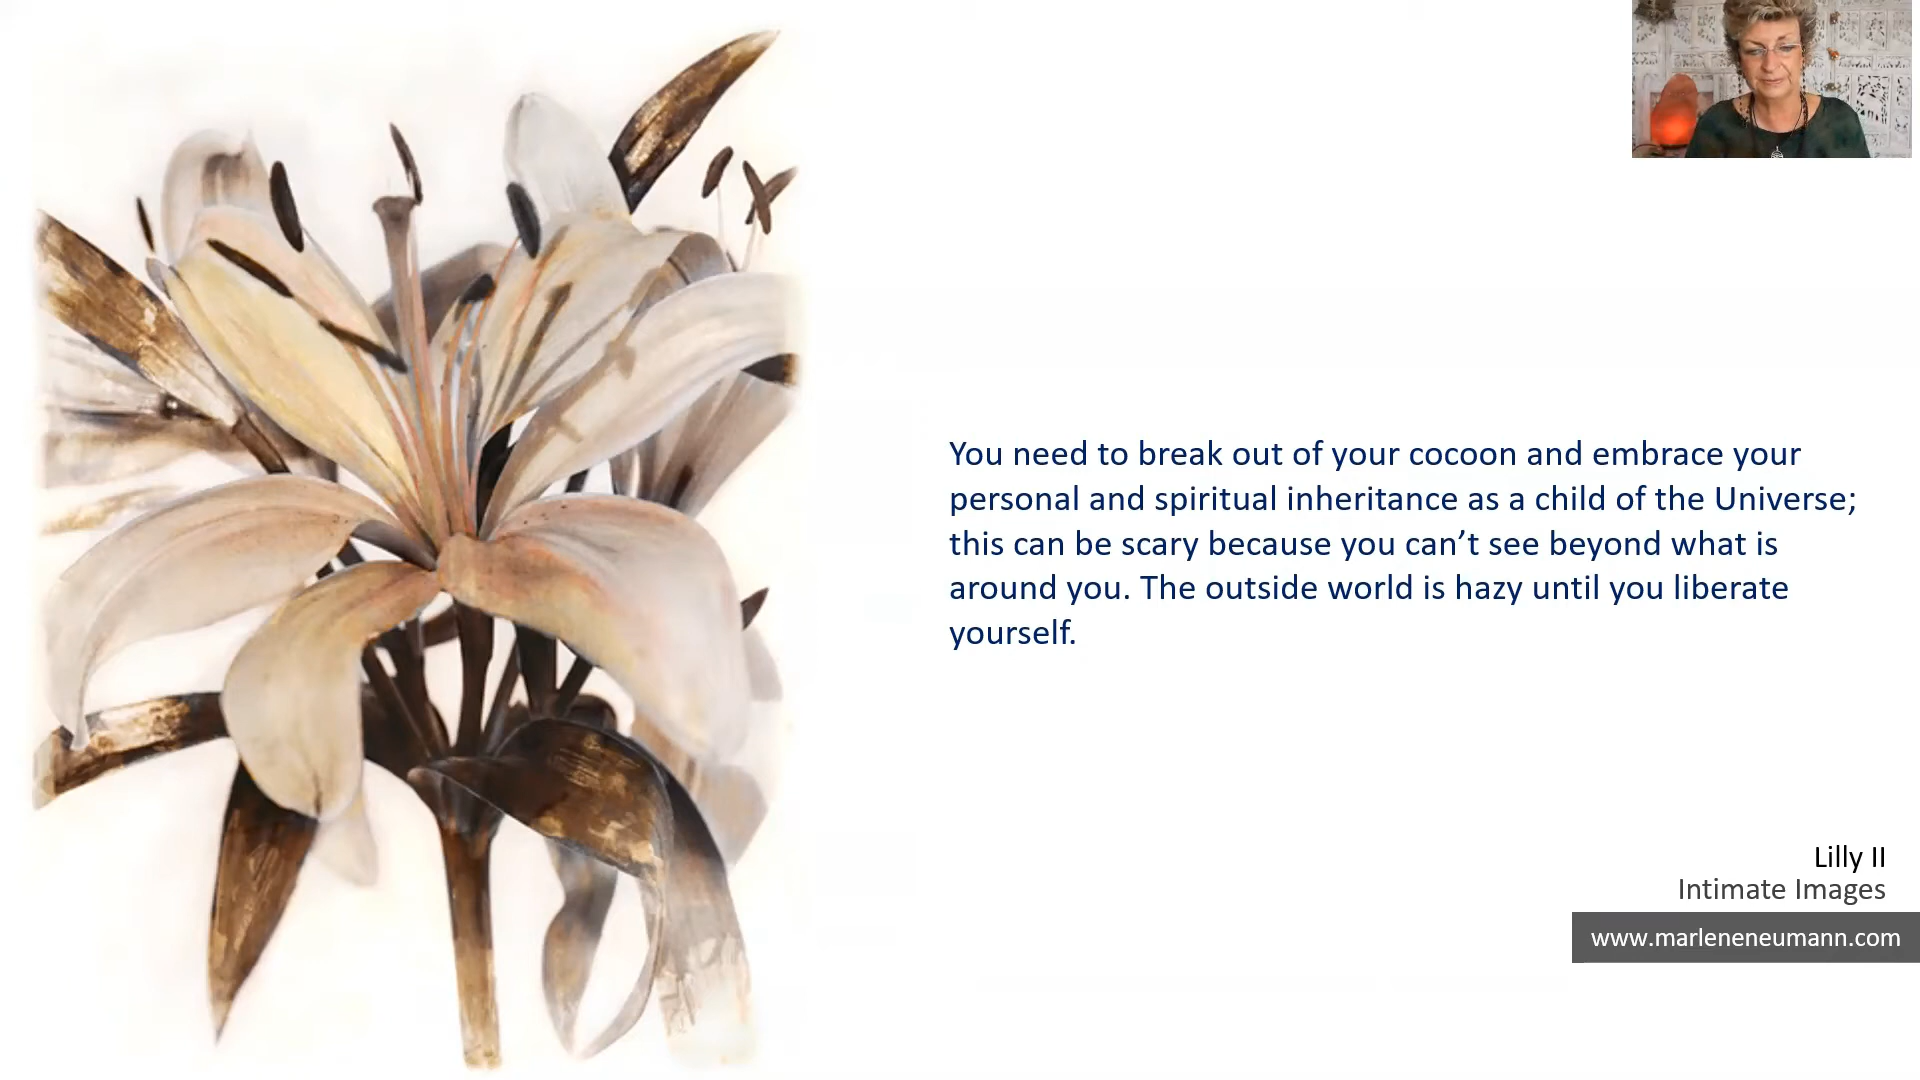 You need to break out of your cocoon and embrace your
personal and spiritual inheritance as a child of the Universe;
this can be scary because you can’t see beyond what is
around you. The outside world is hazy until you liberate
yourself.
Lilly II
Intimate Images
www.marleneneumann.com